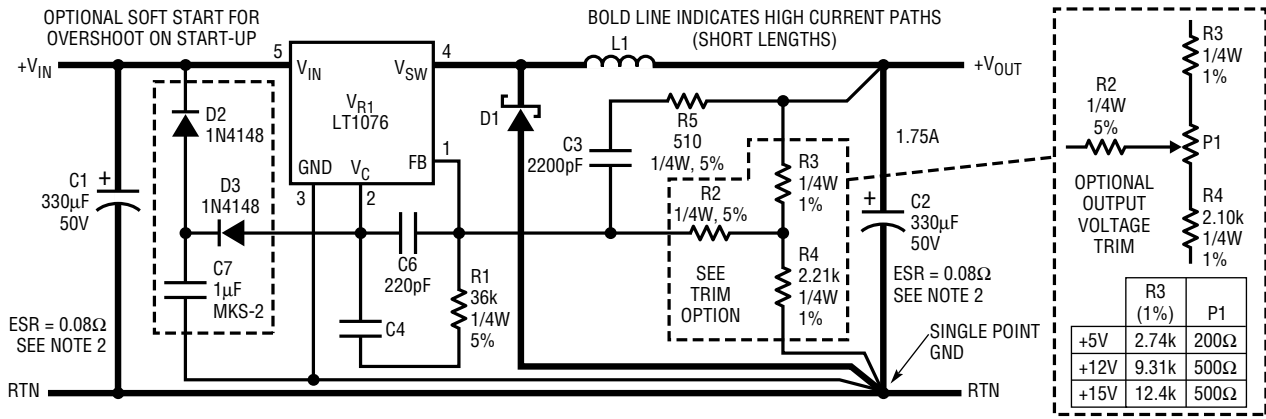 OPTIONAL SOFT START FOR
OVERSHOOT ON START-UP
BOLD LINE INDICATES HIGH CURRENT PATHS
(SHORT LENGTHS)
+VIN
5
VIN
VSW
4
VR1
LT1076
1
FB
GND
VC
3
2
L1
+VOUT
D2
1N4148
D3
1N4148
C1
+
330µF
50V
C7
1µF
MKS-2
ESR = 0.08Ω
SEE NOTE 2
RTN
C6
220pF
C4
R1
36k
1/4W
5%
D1
C3
2200pF
R5
510
1/4W, 5%
R2
1/4W, 5%
SEE
TRIM
OPTION
R3
1/4W
1%
R4
2.21k
1/4W
1%
1.75A
+
C2
330µF
50V
ESR = 0.08Ω
SEE NOTE 2
SINGLE POINT
GND
RTN
R3
1/4W
1%
R2
1/4W
5%
P1
OPTIONAL
OUTPUT
VOLTAGE
TRIM
R4
2.10k
1/4W
1%
R3
(1%) P1
+5V 2.74k 200Ω
+12V 9.31k 500Ω
+15V 12.4k 500Ω